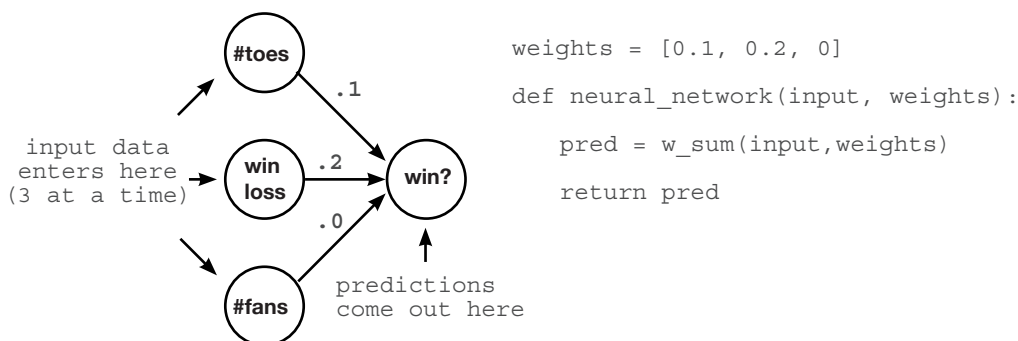 #toes
.1
input data
enters here
(3 at a time)
win
loss
.2
win?
.0
#fans
predictions
come out here
weights = [0.1, 0.2, 0]
def neural_network(input, weights):
pred = w_sum(input,weights)
return pred